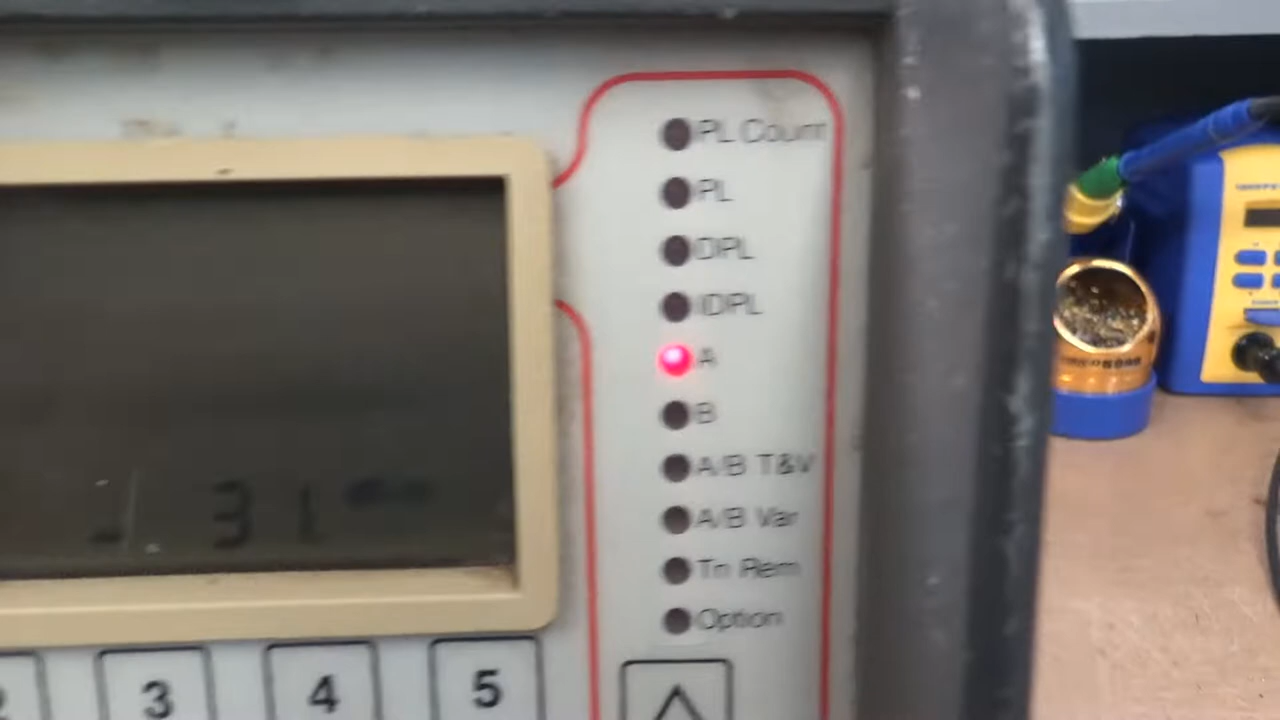 PL Count
PL
DPL
IDPL
A
B
A/B T&V
A/B Var
Tn Rem
Option
31
3
4
5